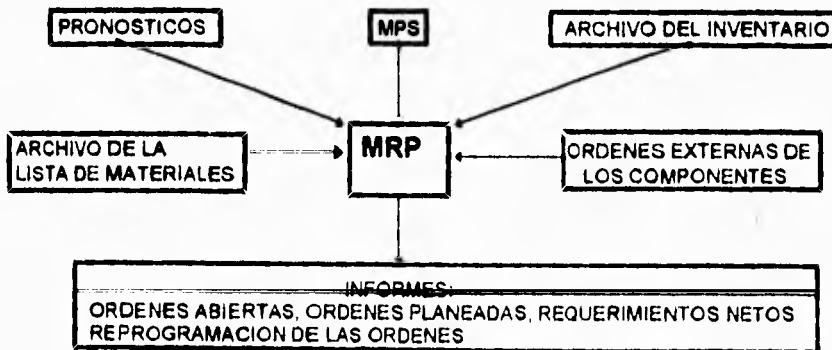 PRONOSTICOS
MPS
ARCHIVO DEL INVENTARIO
ARCHIVO DE LA
LISTA DE MATERIALES
MRP
ORDENES EXTERNAS DE
LOS COMPONENTES
INFORMES:
ORDENES ABIERTAS, ORDENES PLANEADAS, REQUERIMIENTOS NETOS
REPROGRAMACION DE LAS ORDENES